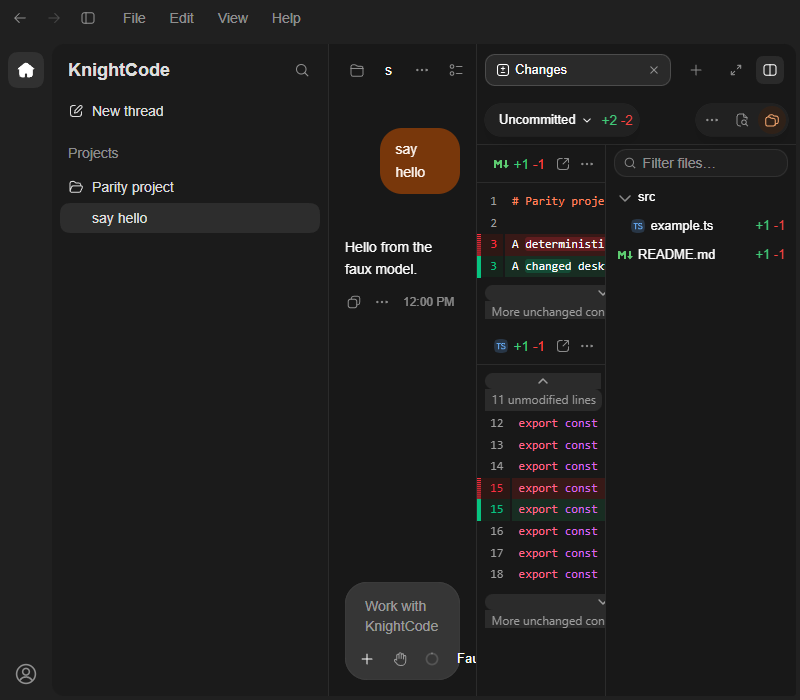 File Edit View Help
KnightCode
New thread
Projects
Parity project
say hello
s
say
hello
Hello from the
faux model.
12:00 PM
Work with
KnightCode
Fau
Changes
Uncommitted +2 -2
M↓ +1 -1
1 # Parity proje
2
3 A deterministi
3 A changed desk
More unchanged con
TS +1 -1
11 unmodified lines
12 export const
13 export const
14 export const
15 export const
15 export const
16 export const
17 export const
18 export const
More unchanged con
Filter files...
src
TS example.ts +1 -1
M↓ README.md +1 -1